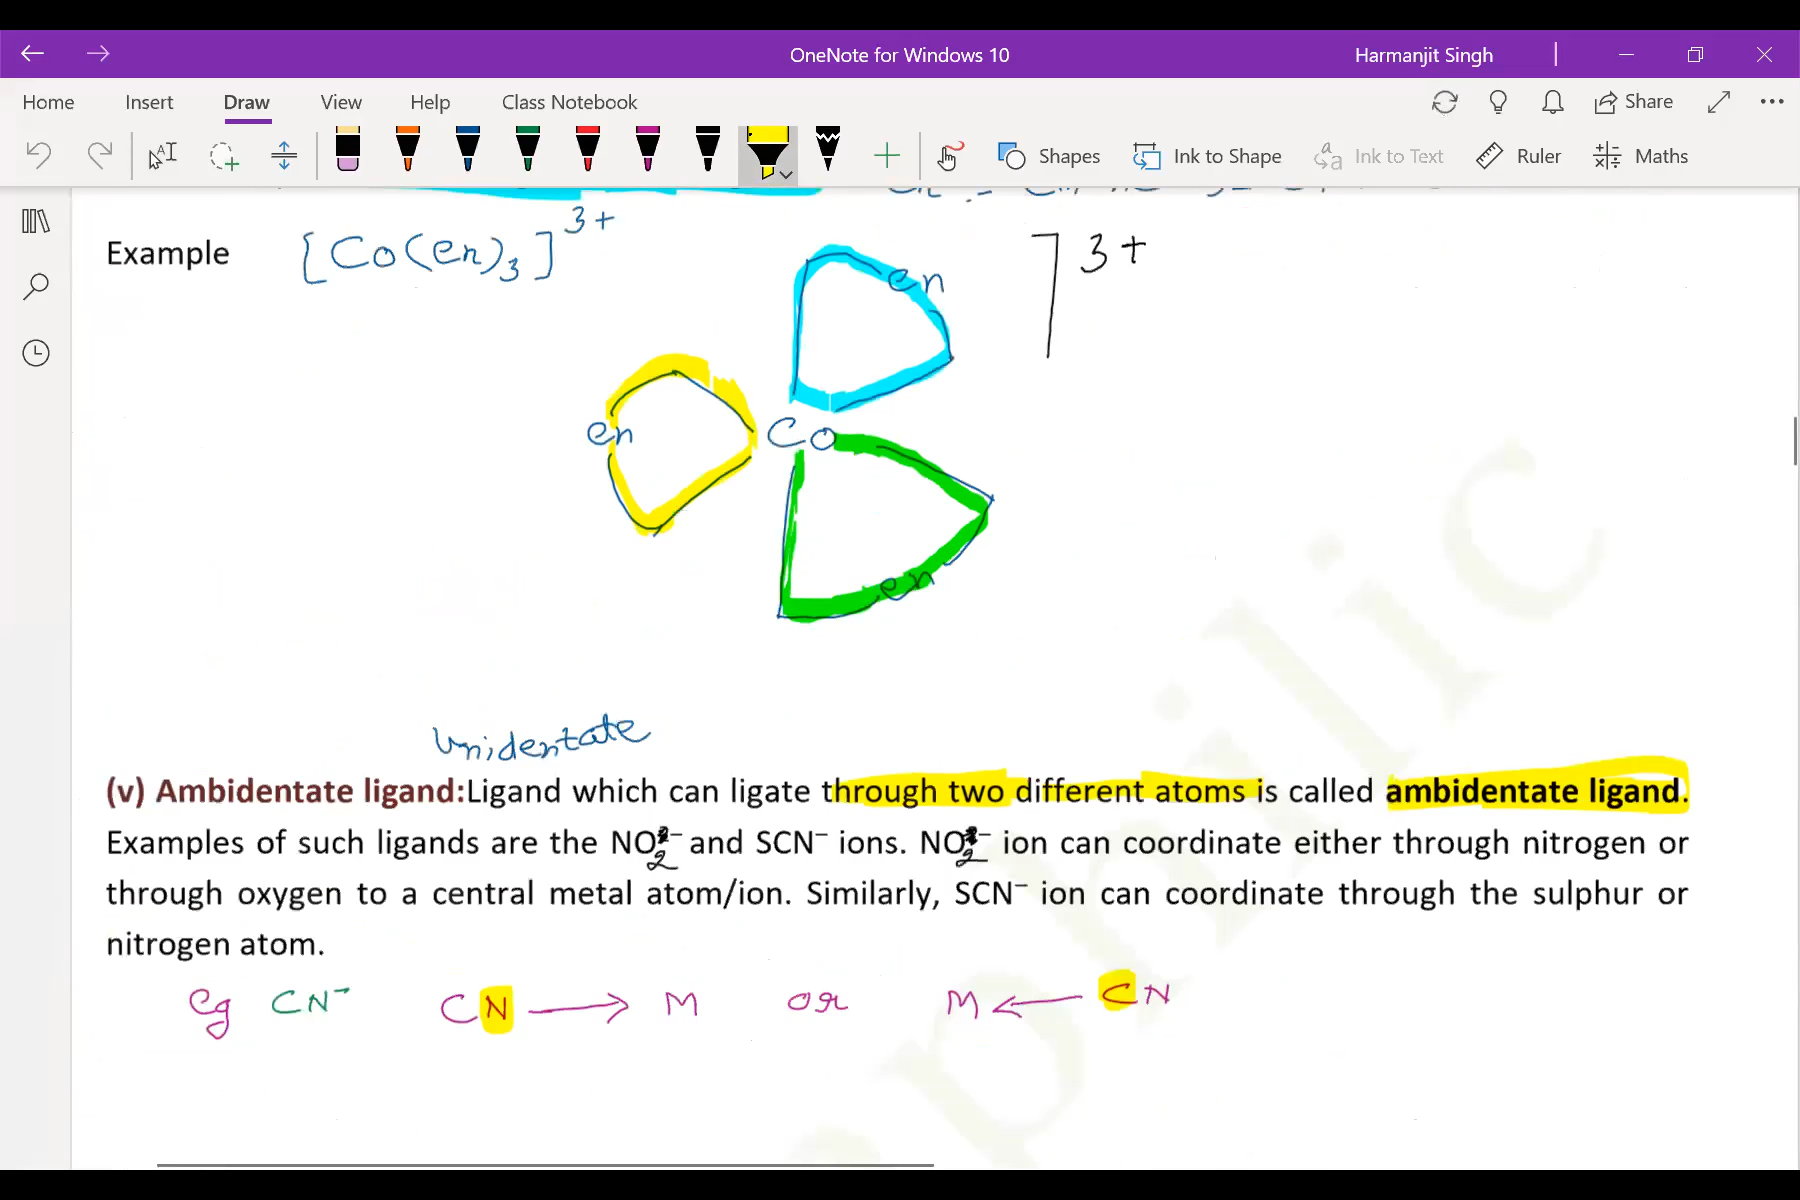 OneNote for Windows 10
Harmanjit Singh
Home Insert Draw View Help Class Notebook Share
Shapes Ink to Shape Ink to Text Ruler Maths
Example [Co(en)₃]³⁺
]³⁺
en
en
Co
en
Unidentate
(v) Ambidentate ligand:Ligand which can ligate through two different atoms is called ambidentate ligand.
Examples of such ligands are the NO₂⁻ and SCN⁻ ions. NO₂⁻ ion can coordinate either through nitrogen or
through oxygen to a central metal atom/ion. Similarly, SCN⁻ ion can coordinate through the sulphur or
nitrogen atom.
Eg CN⁻ CN → M or M ← CN